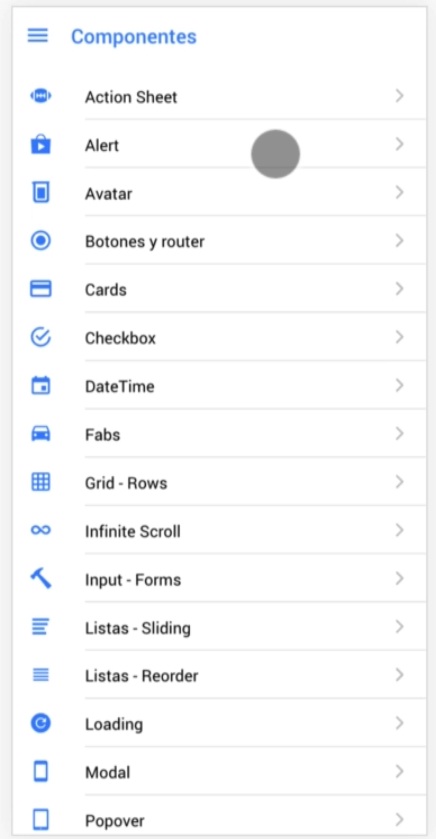 Componentes
Action Sheet
Alert
Avatar
Botones y router
Cards
Checkbox
DateTime
Fabs
Grid - Rows
Infinite Scroll
Input - Forms
Listas - Sliding
Listas - Reorder
Loading
Modal
Popover